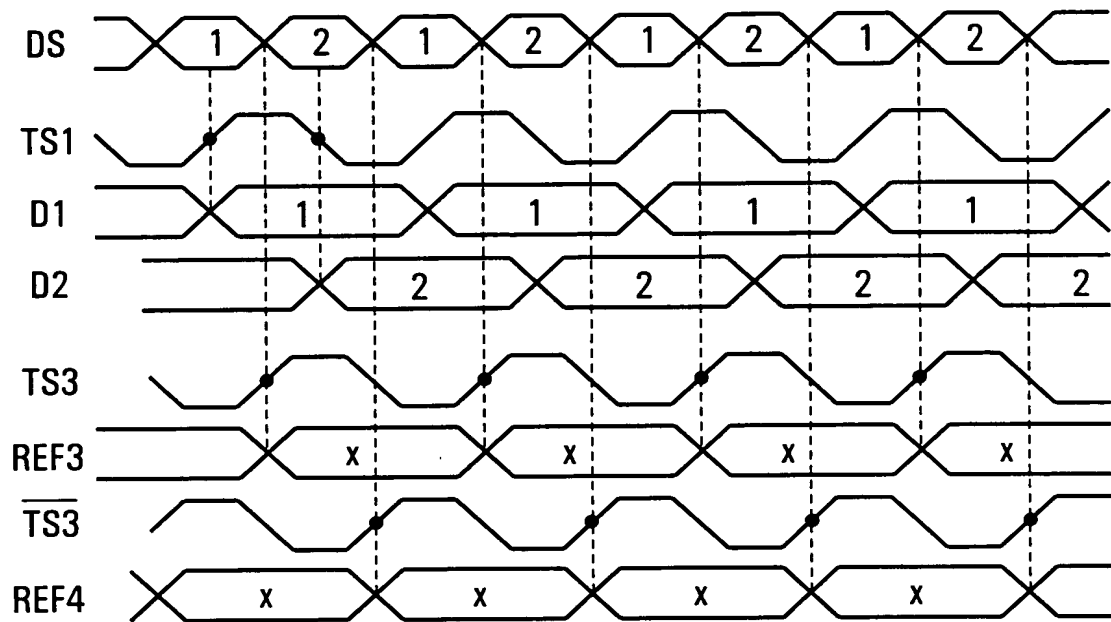 DS 1 2 1 2 1 2 1 2
TS1
D1 1 1 1 1
D2 2 2 2 2
TS3
REF3 x x x x
T̅S̅3̅
REF4 x x x x